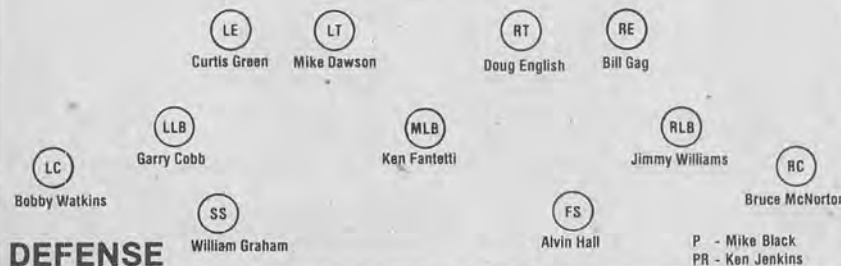 LE LT RT RE
Curtis Green Mike Dawson Doug English Bill Gag
LLB MLB RLB
Garry Cobb Ken Fantetti Jimmy Williams
LC RC
Bobby Watkins Bruce McNorton
SS FS
William Graham Alvin Hall
DEFENSE
P - Mike Black
PR - Ken Jenkins